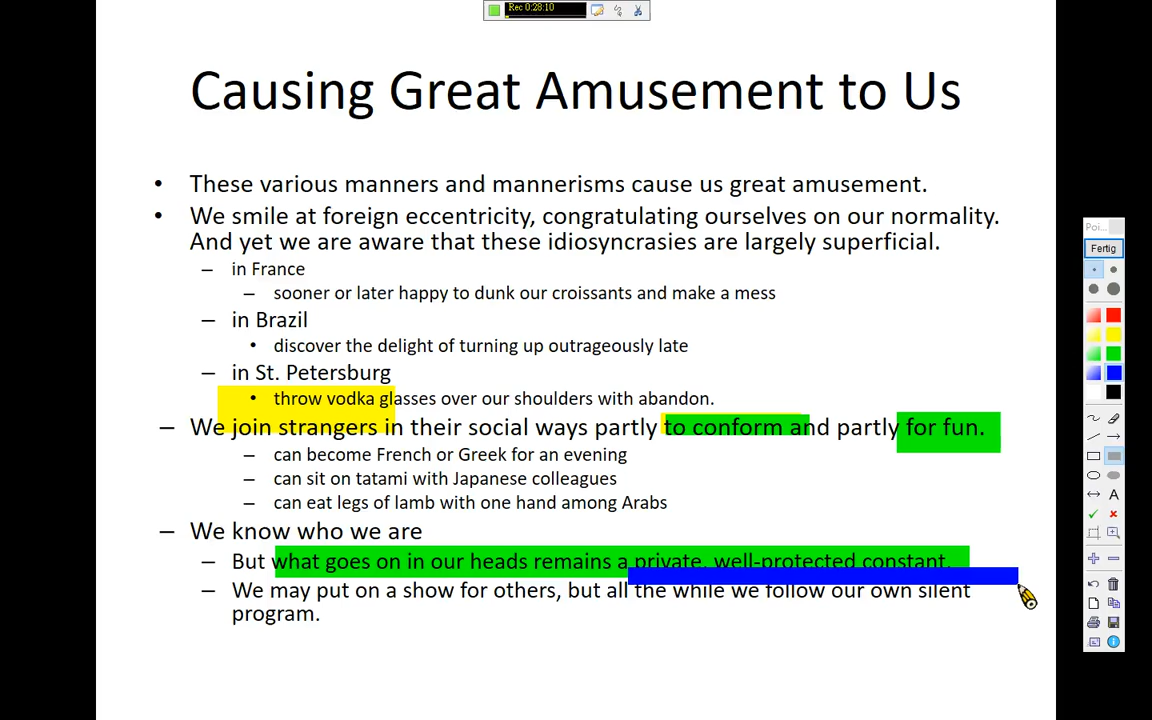 Rec 0:28:10
Causing Great Amusement to Us
• These various manners and mannerisms cause us great amusement.
• We smile at foreign eccentricity, congratulating ourselves on our normality.
And yet we are aware that these idiosyncrasies are largely superficial.
– in France
– sooner or later happy to dunk our croissants and make a mess
– in Brazil
• discover the delight of turning up outrageously late
– in St. Petersburg
• throw vodka glasses over our shoulders with abandon.
– We join strangers in their social ways partly to conform and partly for fun.
– can become French or Greek for an evening
– can sit on tatami with Japanese colleagues
– can eat legs of lamb with one hand among Arabs
– We know who we are
– But what goes on in our heads remains a private, well-protected constant.
– We may put on a show for others, but all the while we follow our own silent
program.
Poi...
Fertig
A